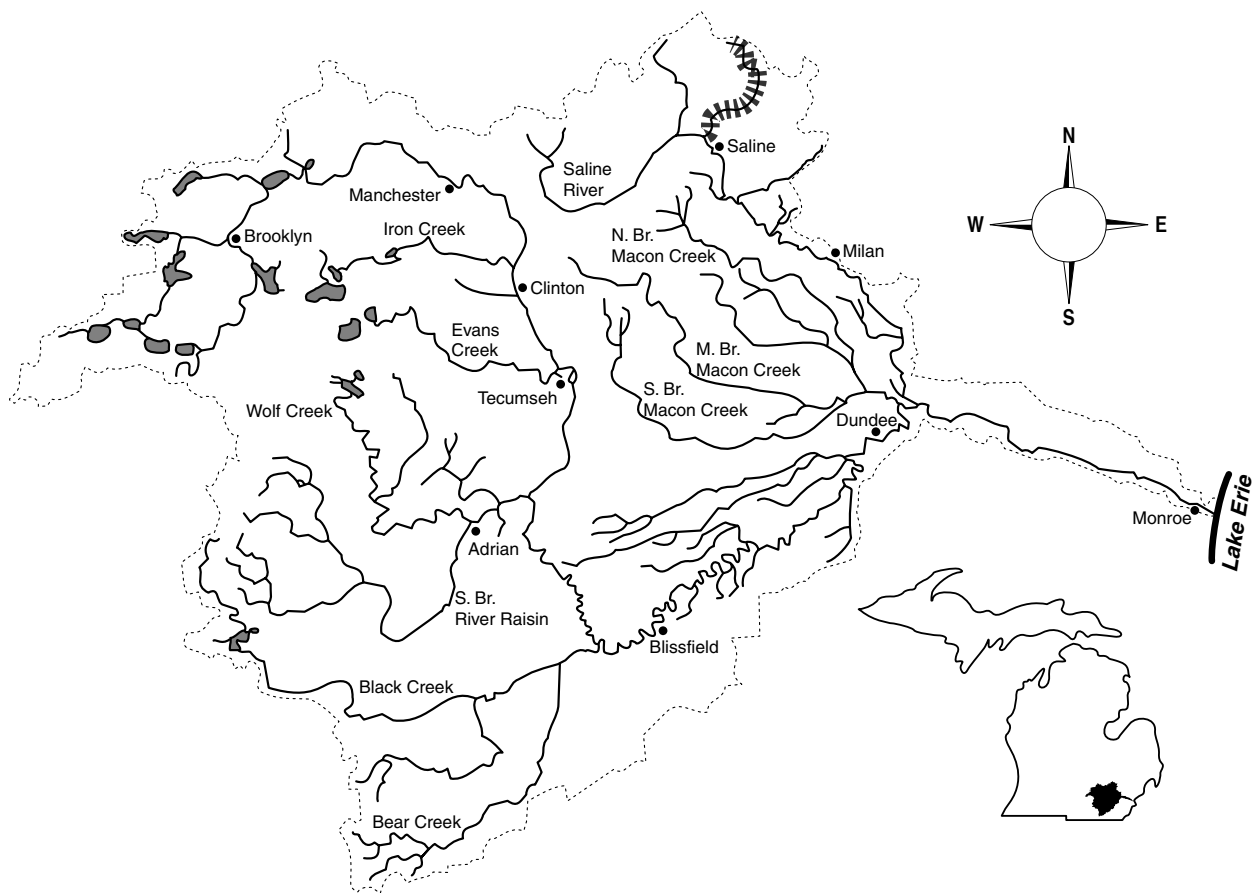 Saline
Saline
River
N
W
E
S
Manchester
Iron Creek
Brooklyn
N. Br.
Macon Creek
Milan
Clinton
Evans
Creek
M. Br.
Macon Creek
Tecumseh
S. Br.
Macon Creek
Wolf Creek
Dundee
Monroe
Lake Erie
Adrian
S. Br.
River Raisin
Blissfield
Black Creek
Bear Creek